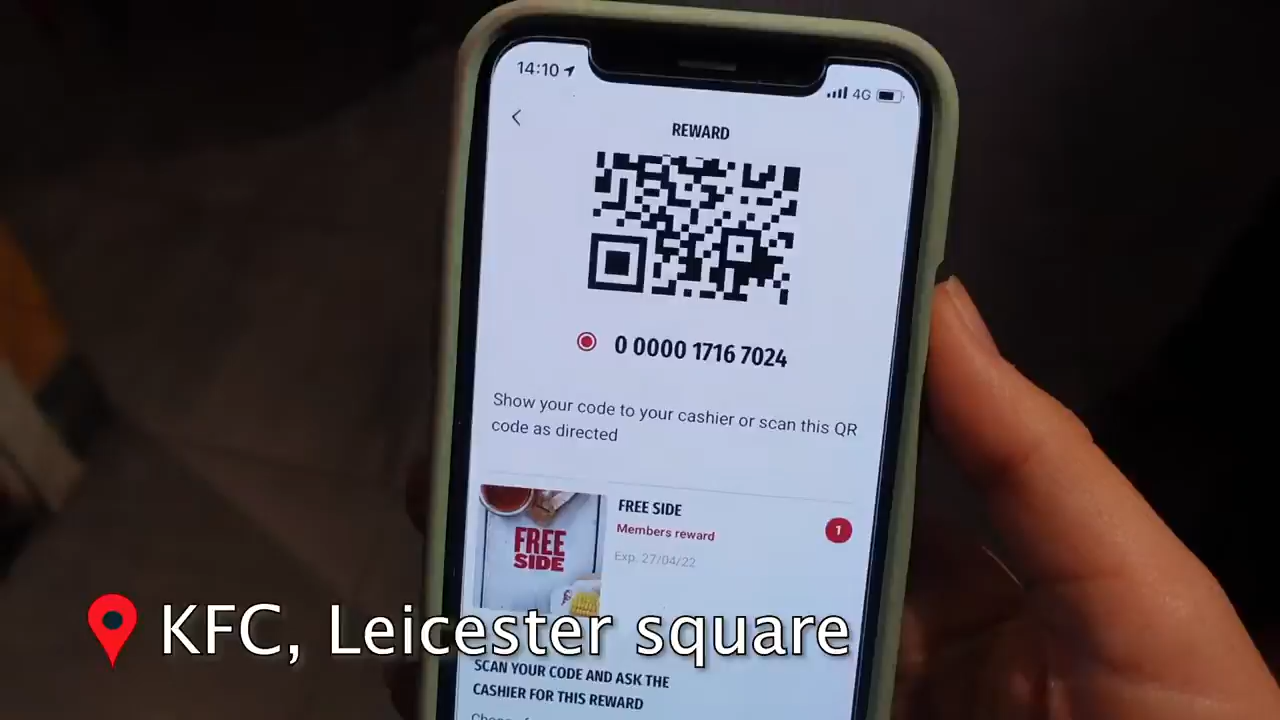 14:10
4G
REWARD
0 0000 1716 7024
Show your code to your cashier or scan this QR
code as directed
FREE SIDE
Members reward
1
Exp. 27/04/22
FREE
SIDE
KFC, Leicester square
SCAN YOUR CODE AND ASK THE
CASHIER FOR THIS REWARD